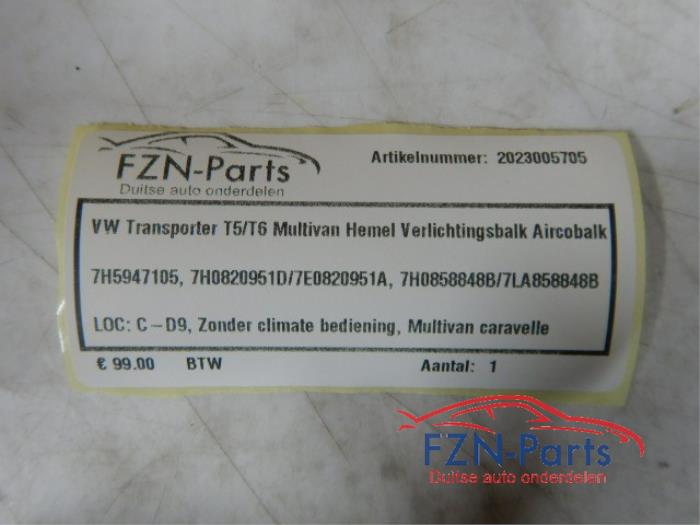 FZN-Parts
Duitse auto onderdelen
Artikelnummer: 2023005705
VW Transporter T5/T6 Multivan Hemel Verlichtingsbalk Aircobalk
7H5947105, 7H0820951D/7E0820951A, 7H0858848B/7LA858848B
LOC: C-D9, Zonder climate bediening, Multivan caravelle
€ 99.00 BTW Aantal: 1
FZN-Parts
Duitse auto onderdelen